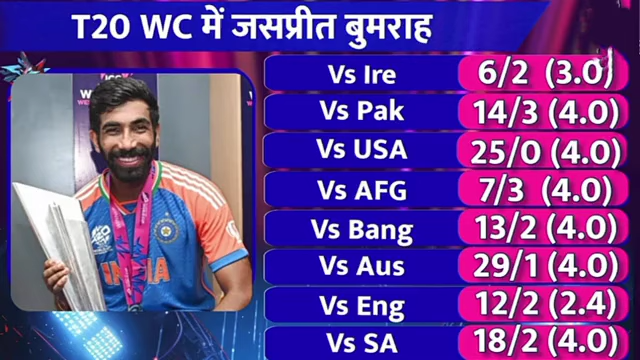 T20 WC में जसप्रीत बुमराह
Vs Ire 6/2 (3.0)
Vs Pak 14/3 (4.0)
Vs USA 25/0 (4.0)
Vs AFG 7/3 (4.0)
Vs Bang 13/2 (4.0)
Vs Aus 29/1 (4.0)
Vs Eng 12/2 (2.4)
Vs SA 18/2 (4.0)